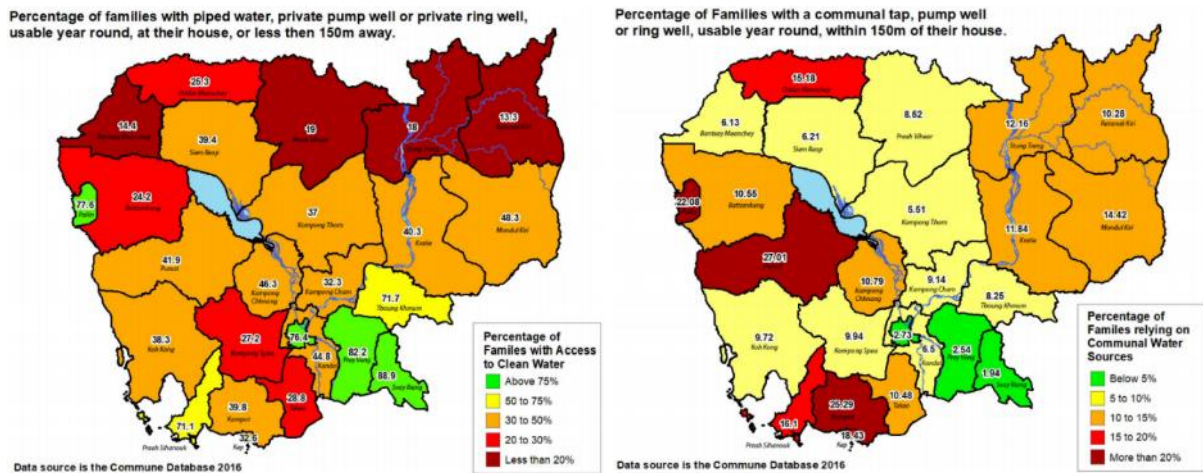 Percentage of families with piped water, private pump well or private ring well,
usable year round, at their house, or less then 150m away.
25.3
14.4
39.4
19
18
13.3
Siem Reap
77.6
Pailin
24.2
37
Kampong Thom
40.3
Kratie
48.3
Mondul Kiri
41.9
Pursat
46.3
Kampong
Chhnang
32.3
Kampong Cham
71.7
Tboung Khmum
38.3
Koh Kong
27.2
Kampong Speu
76.4
44.8
Kandal
82.2
Prey Veng
88.9
Svay Rieng
28.8
Takeo
39.8
Kampot
71.1
32.6
Preah Sihanouk
Kep
Percentage of
Familes with Access
to Clean Water
Above 75%
50 to 75%
30 to 50%
20 to 30%
Less than 20%
Data source is the Commune Database 2016
Percentage of Families with a communal tap, pump well
or ring well, usable year round, within 150m of their house.
15.18
6.13
Banteay Meanchey
6.21
Siem Reap
8.62
Preah Vihear
12.16
Stung Treng
10.28
Ratanak Kiri
22.08
10.55
Battambang
5.51
Kampong Thom
11.84
Kratie
14.42
Mondul Kiri
27.01
10.79
Kampong
Chhnang
9.14
Kampong Cham
8.25
Tboung Khmum
9.72
Koh Kong
9.94
Kampong Speu
2.73
6.5
Kandal
2.54
Prey Veng
1.94
Svay Rieng
10.48
Takeo
25.29
16.1
18.43
Preah Sihanouk
Kep
Percentage of
Familes relying on
Communal Water
Sources
Below 5%
5 to 10%
10 to 15%
15 to 20%
More than 20%
Data source is the Commune Database 2016